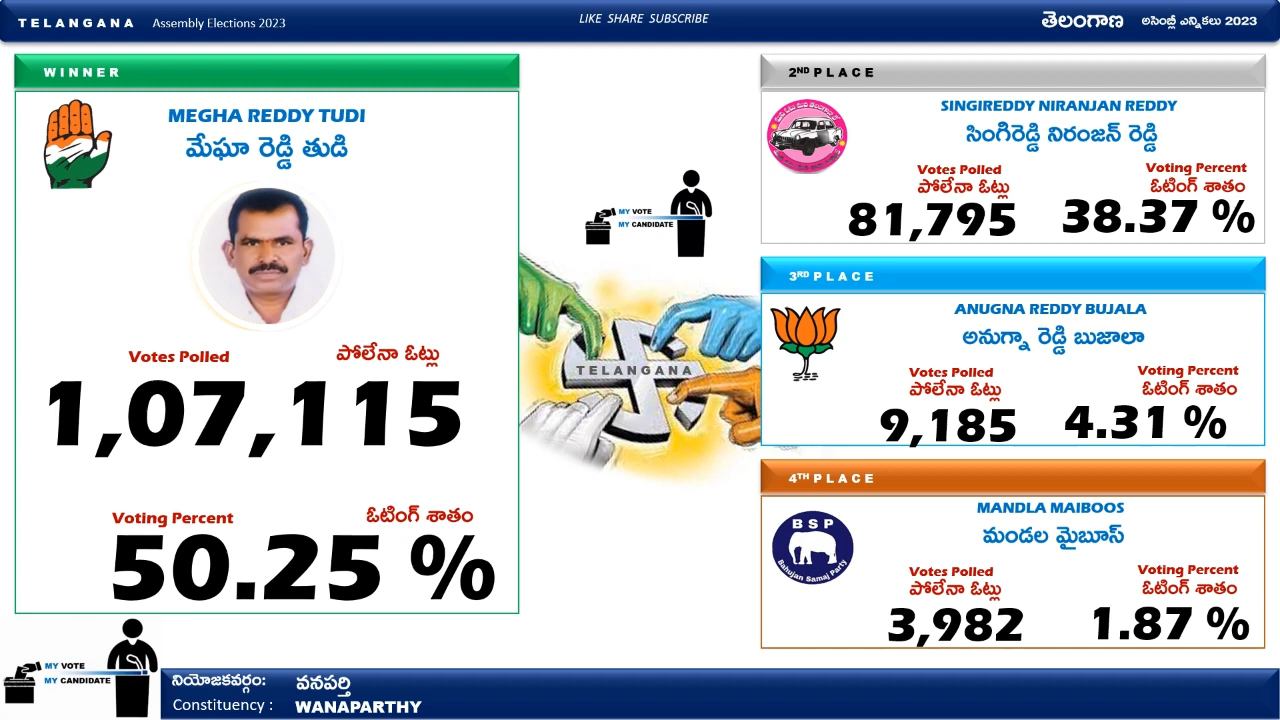 TELANGANA Assembly Elections 2023
LIKE SHARE SUBSCRIBE
తెలంగాణ అసెంబ్లీ ఎన్నికలు 2023
WINNER
MEGHA REDDY TUDI
మేఘా రెడ్డి తుడి
Votes Polled పోలేనా ఓట్లు
1,07,115
Voting Percent ఓటింగ్ శాతం
50.25 %
MY VOTE
MY CANDIDATE
TELANGANA
2ND PLACE
SINGIREDDY NIRANJAN REDDY
సింగిరెడ్డి నిరంజన్ రెడ్డి
Votes Polled Voting Percent
పోలేనా ఓట్లు ఓటింగ్ శాతం
81,795 38.37 %
3RD PLACE
ANUGNA REDDY BUJALA
అనుగ్నా రెడ్డి బుజాలా
Votes Polled Voting Percent
పోలేనా ఓట్లు ఓటింగ్ శాతం
9,185 4.31 %
4TH PLACE
BSP
Bahujan Samaj Party
MANDLA MAIBOOS
మండల మైబూస్
Votes Polled Voting Percent
పోలేనా ఓట్లు ఓటింగ్ శాతం
3,982 1.87 %
MY VOTE
MY CANDIDATE
నియోజకవర్గం: వనపర్తి
Constituency : WANAPARTHY